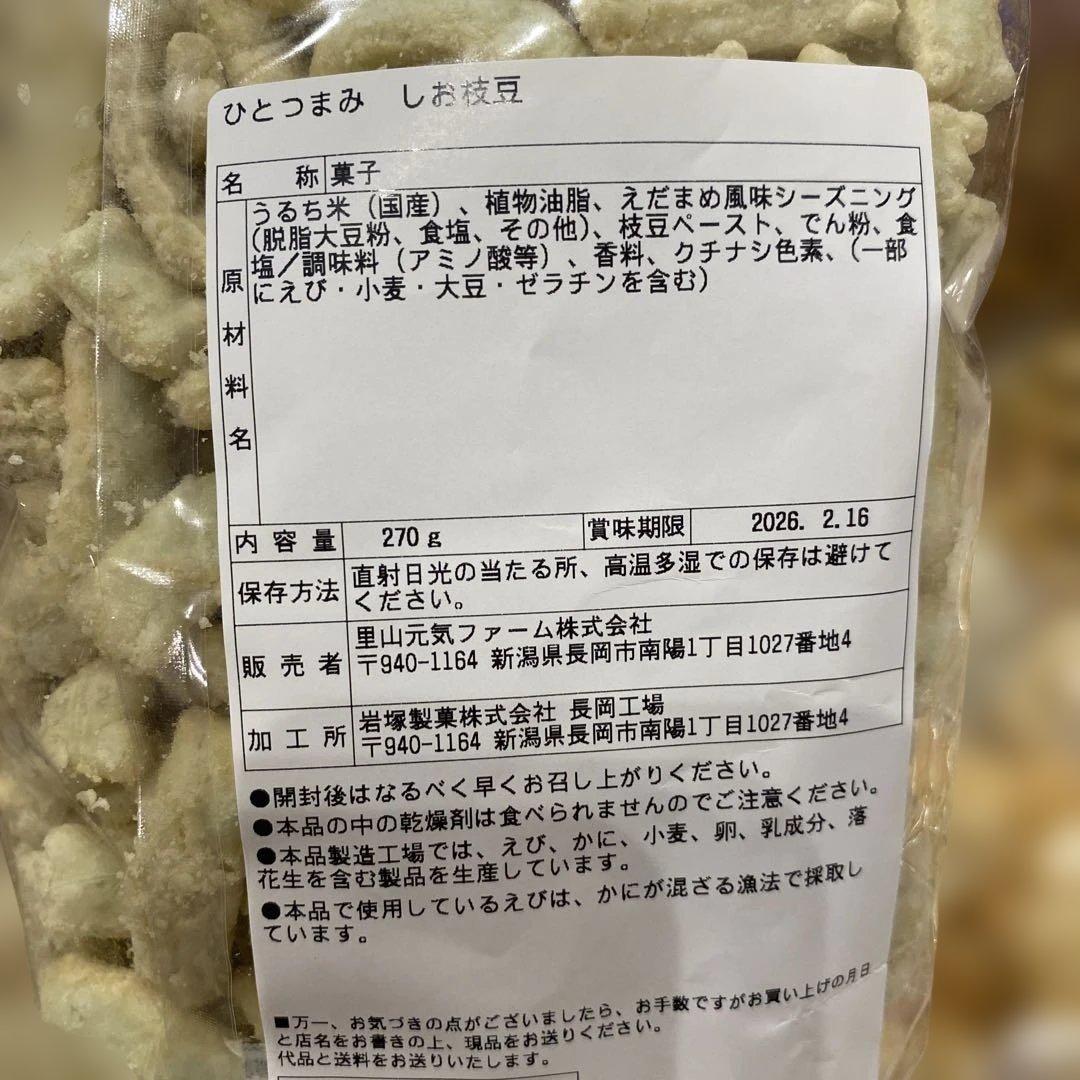 ひとつまみ しお枝豆
名称 菓子
原材料名
うるち米（国産）、植物油脂、えだまめ風味シーズニング
（脱脂大豆粉、食塩、その他）、枝豆ペースト、でん粉、食
塩／調味料（アミノ酸等）、香料、クチナシ色素、（一部
にえび・小麦・大豆・ゼラチンを含む）
内容量 270g 賞味期限 2026. 2.16
保存方法 直射日光の当たる所、高温多湿での保存は避けて
ください。
販売者 里山元気ファーム株式会社
〒940-1164 新潟県長岡市南陽1丁目1027番地4
加工所 岩塚製菓株式会社 長岡工場
〒940-1164 新潟県長岡市南陽1丁目1027番地4
●開封後はなるべく早くお召し上がりください。
●本品の中の乾燥剤は食べられませんのでご注意ください。
●本品製造工場では、えび、かに、小麦、卵、乳成分、落
花生を含む製品を生産しています。
●本品で使用しているえびは、かにが混ざる漁法で採取し
ています。
■万一、お気づきの点がございましたら、お手数ですがお買い上げの月日
と店名をお書きの上、現品をお送りください。
代品と送料をお送りいたします。